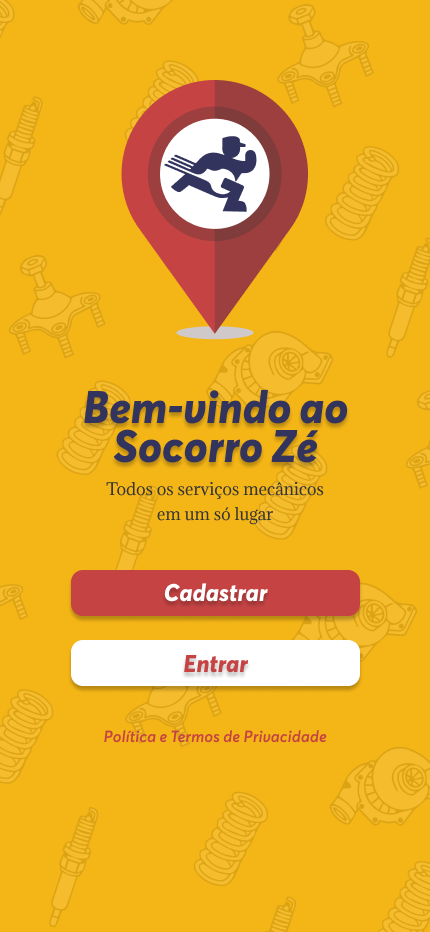 Bem-vindo ao
Socorro Zé
Todos os serviços mecânicos
em um só lugar
Cadastrar
Entrar
Política e Termos de Privacidade